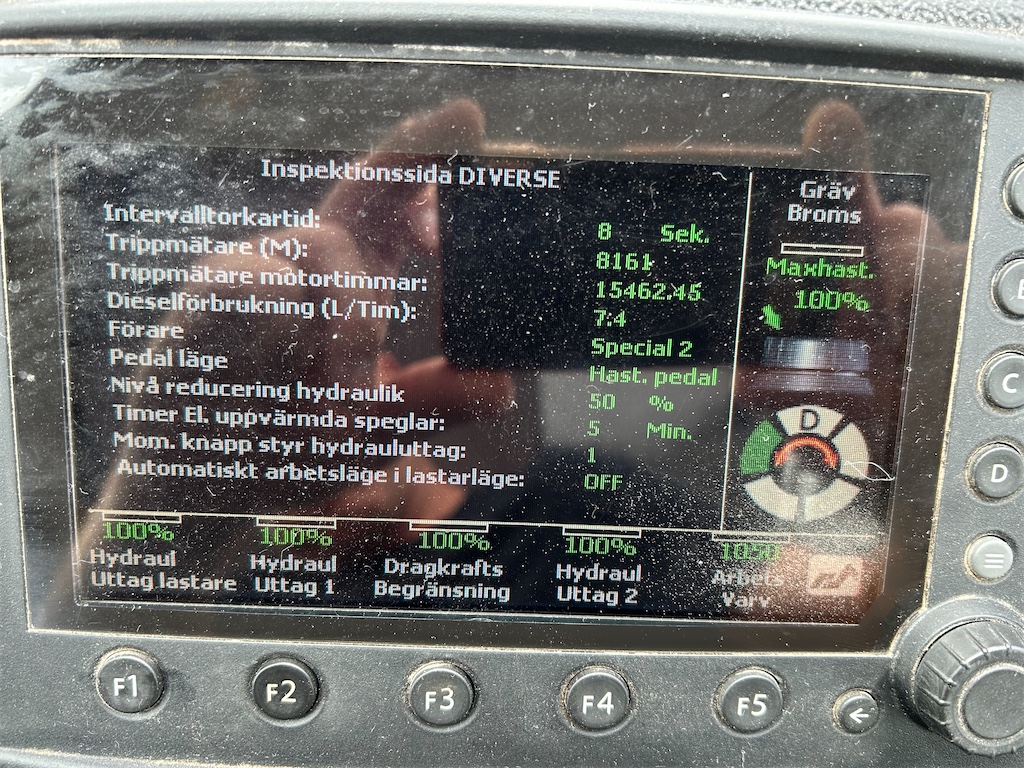 Inspektionssida DIVERSE
Intervalltorkartid: 8 Sek.
Trippmätare (M): 8161
Trippmätare motortimmar: 15462.45
Dieselförbrukning (L/Tim): 7.4
Förare Special 2
Pedal läge Hast. pedal
Nivå reducering hydraulik 50 %
Timer El. uppvärmda speglar: 5 Min.
Mom. knapp styr hydrauluttag: 1
Automatiskt arbetsläge i lastarläge: OFF
Gräv
Broms
Maxhast.
100%
D
100%
Hydraul
Uttag lastare
100%
Hydraul
Uttag 1
100%
Dragkrafts
Begränsning
100%
Hydraul
Uttag 2
1050
Arbets
Varv
C
D
F1 F2 F3 F4 F5